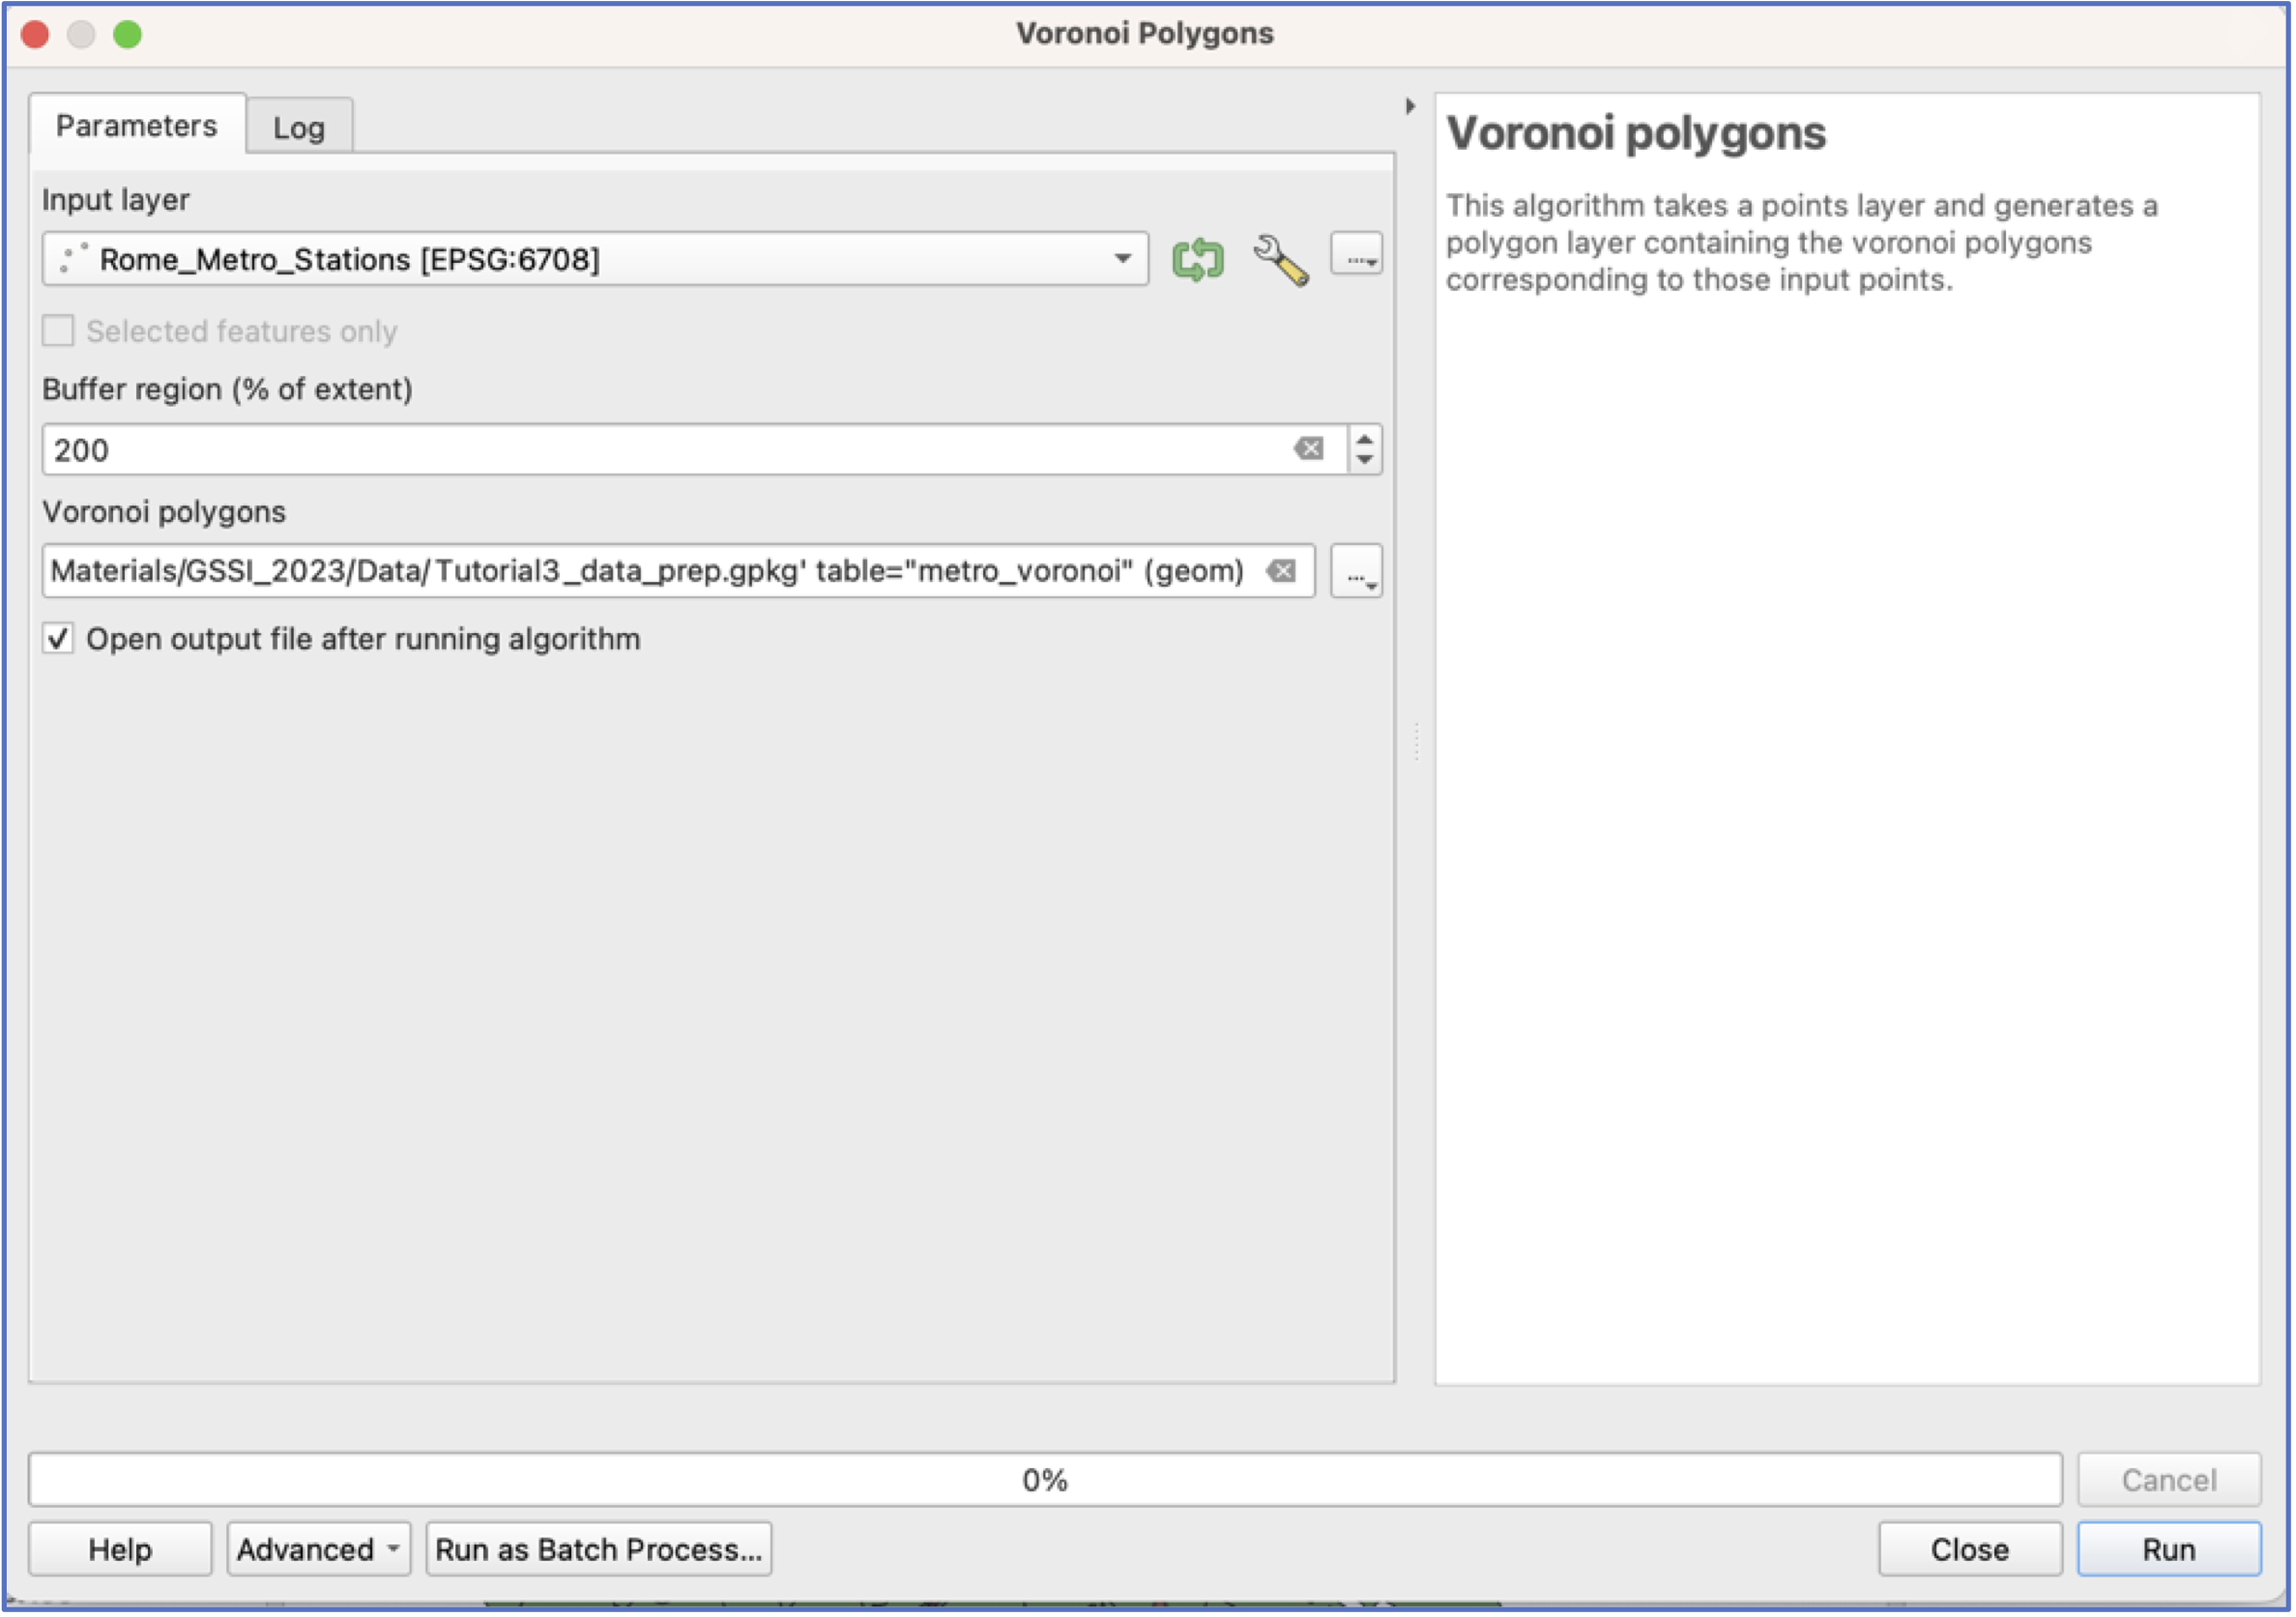 Voronoi Polygons
Parameters
Log
Input layer
Rome_Metro_Stations [EPSG:6708]
...
Selected features only
Buffer region (% of extent)
200
Voronoi polygons
Materials/GSSI_2023/Data/Tutorial3_data_prep.gpkg' table="metro_voronoi" (geom)
...
Open output file after running algorithm
Voronoi polygons
This algorithm takes a points layer and generates a
polygon layer containing the voronoi polygons
corresponding to those input points.
0%
Cancel
Help
Advanced
Run as Batch Process...
Close
Run